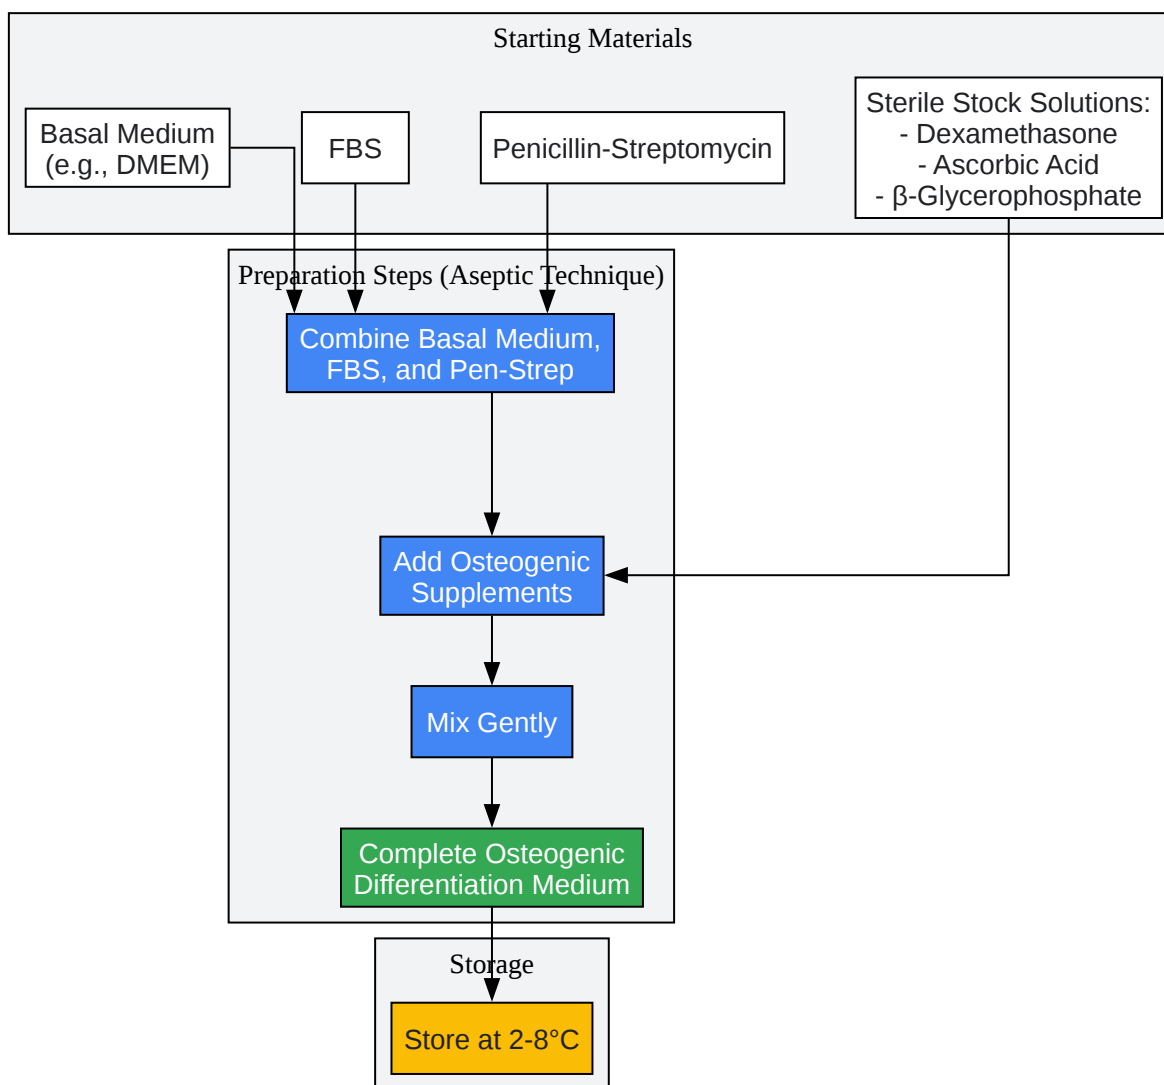 Starting Materials
Basal Medium
(e.g., DMEM)
FBS
Penicillin-Streptomycin
Sterile Stock Solutions:
- Dexamethasone
- Ascorbic Acid
- β-Glycerophosphate
Preparation Steps (Aseptic Technique)
Combine Basal Medium,
FBS, and Pen-Strep
Add Osteogenic
Supplements
Mix Gently
Complete Osteogenic
Differentiation Medium
Storage
Store at 2-8°C